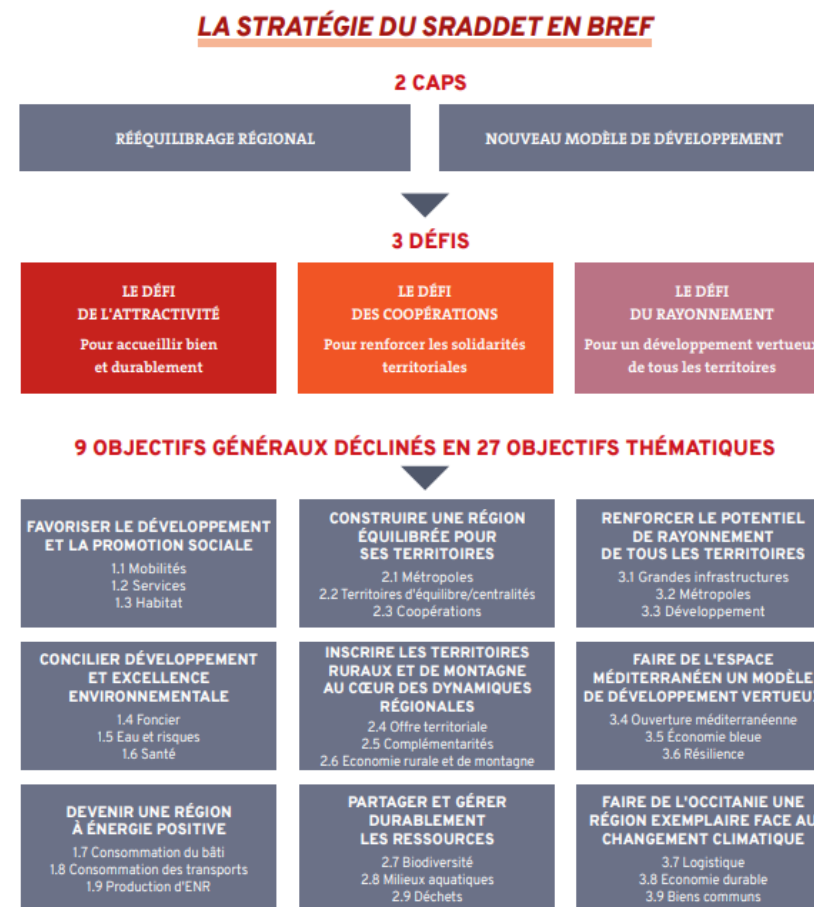 LA STRATÉGIE DU SRADDET EN BREF
2 CAPS
RÉÉQUILIBRAGE RÉGIONAL
NOUVEAU MODÈLE DE DÉVELOPPEMENT
3 DÉFIS
LE DÉFI
DE L'ATTRACTIVITÉ
Pour accueillir bien
et durablement
LE DÉFI
DES COOPÉRATIONS
Pour renforcer les solidarités
territoriales
LE DÉFI
DU RAYONNEMENT
Pour un développement vertueux
de tous les territoires
9 OBJECTIFS GÉNÉRAUX DÉCLINÉS EN 27 OBJECTIFS THÉMATIQUES
FAVORISER LE DÉVELOPPEMENT
ET LA PROMOTION SOCIALE
1.1 Mobilités
1.2 Services
1.3 Habitat
CONSTRUIRE UNE RÉGION
ÉQUILIBRÉE POUR
SES TERRITOIRES
2.1 Métropoles
2.2 Territoires d'équilibre/centralités
2.3 Coopérations
RENFORCER LE POTENTIEL
DE RAYONNEMENT
DE TOUS LES TERRITOIRES
3.1 Grandes infrastructures
3.2 Métropoles
3.3 Développement
CONCILIER DÉVELOPPEMENT
ET EXCELLENCE
ENVIRONNEMENTALE
1.4 Foncier
1.5 Eau et risques
1.6 Santé
INSCRIRE LES TERRITOIRES
RURAUX ET DE MONTAGNE
AU CŒUR DES DYNAMIQUES
RÉGIONALES
2.4 Offre territoriale
2.5 Complémentarités
2.6 Economie rurale et de montagne
FAIRE DE L'ESPACE
MÉDITERRANÉEN UN MODÈLE
DE DÉVELOPPEMENT VERTUEUX
3.4 Ouverture méditerranéenne
3.5 Économie bleue
3.6 Résilience
DEVENIR UNE RÉGION
À ÉNERGIE POSITIVE
1.7 Consommation du bâti
1.8 Consommation des transports
1.9 Production d'ENR
PARTAGER ET GÉRER
DURABLEMENT
LES RESSOURCES
2.7 Biodiversité
2.8 Milieux aquatiques
2.9 Déchets
FAIRE DE L'OCCITANIE UNE
RÉGION EXEMPLAIRE FACE AU
CHANGEMENT CLIMATIQUE
3.7 Logistique
3.8 Economie durable
3.9 Biens communs